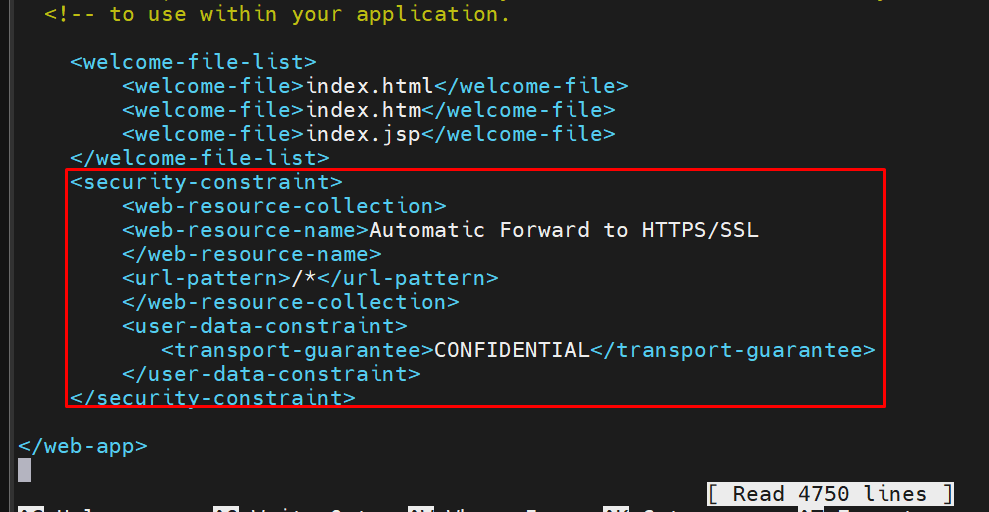 <!-- to use within your application.
<welcome-file-list>
<welcome-file>index.html</welcome-file>
<welcome-file>index.htm</welcome-file>
<welcome-file>index.jsp</welcome-file>
</welcome-file-list>
<security-constraint>
<web-resource-collection>
<web-resource-name>Automatic Forward to HTTPS/SSL
</web-resource-name>
<url-pattern>/*</url-pattern>
</web-resource-collection>
<user-data-constraint>
<transport-guarantee>CONFIDENTIAL</transport-guarantee>
</user-data-constraint>
</security-constraint>
</web-app>
[ Read 4750 lines ]